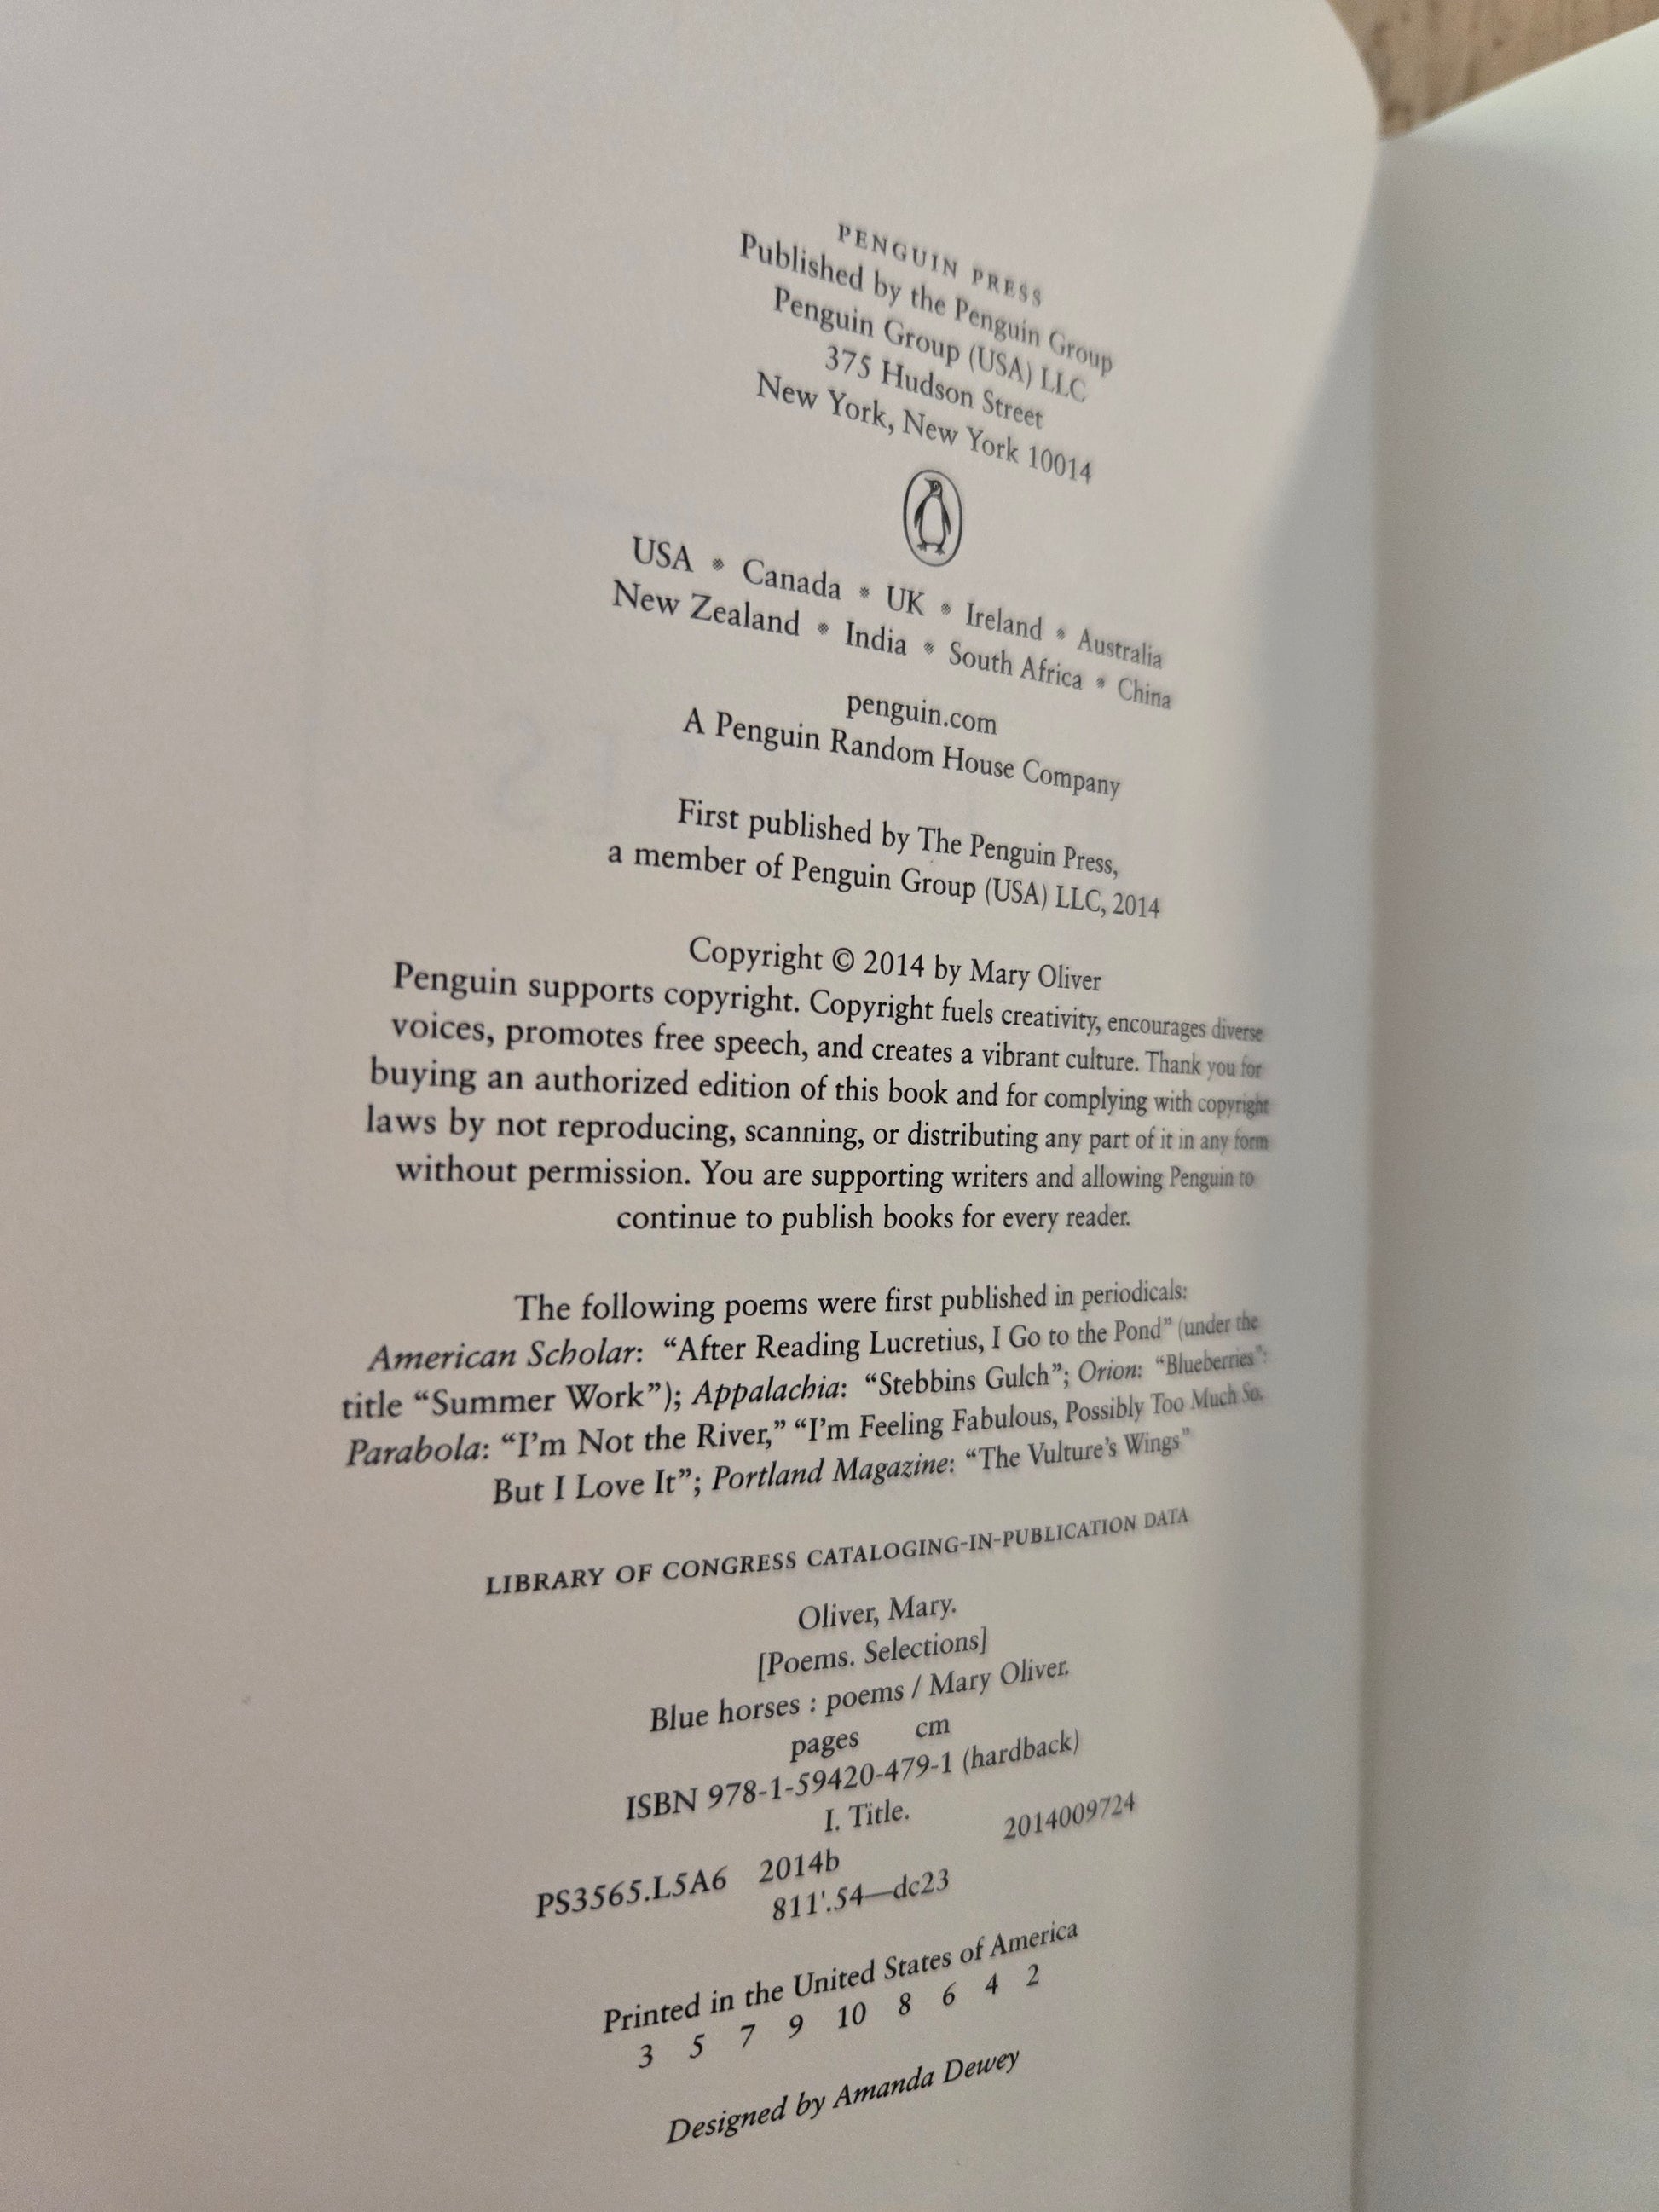 PENGUIN PRESS
Published by the Penguin Group
Penguin Group (USA) LLC
375 Hudson Street
New York, New York 10014
USA • Canada • UK • Ireland • Australia
New Zealand • India • South Africa • China
penguin.com
A Penguin Random House Company
First published by The Penguin Press,
a member of Penguin Group (USA) LLC, 2014
Copyright © 2014 by Mary Oliver
Penguin supports copyright. Copyright fuels creativity, encourages diverse
voices, promotes free speech, and creates a vibrant culture. Thank you for
buying an authorized edition of this book and for complying with copyright
laws by not reproducing, scanning, or distributing any part of it in any form
without permission. You are supporting writers and allowing Penguin to
continue to publish books for every reader.
The following poems were first published in periodicals:
American Scholar: “After Reading Lucretius, I Go to the Pond” (under the
title “Summer Work”); Appalachia: “Stebbins Gulch”; Orion: “Blueberries”;
Parabola: “I’m Not the River,” “I’m Feeling Fabulous, Possibly Too Much So.
But I Love It”; Portland Magazine: “The Vulture’s Wings”
LIBRARY OF CONGRESS CATALOGING-IN-PUBLICATION DATA
Oliver, Mary.
[Poems. Selections]
Blue horses : poems / Mary Oliver.
pages cm
ISBN 978-1-59420-479-1 (hardback)
I. Title.
PS3565.L5A6 2014b 2014009724
811'.54—dc23
Printed in the United States of America
3 5 7 9 10 8 6 4 2
Designed by Amanda Dewey